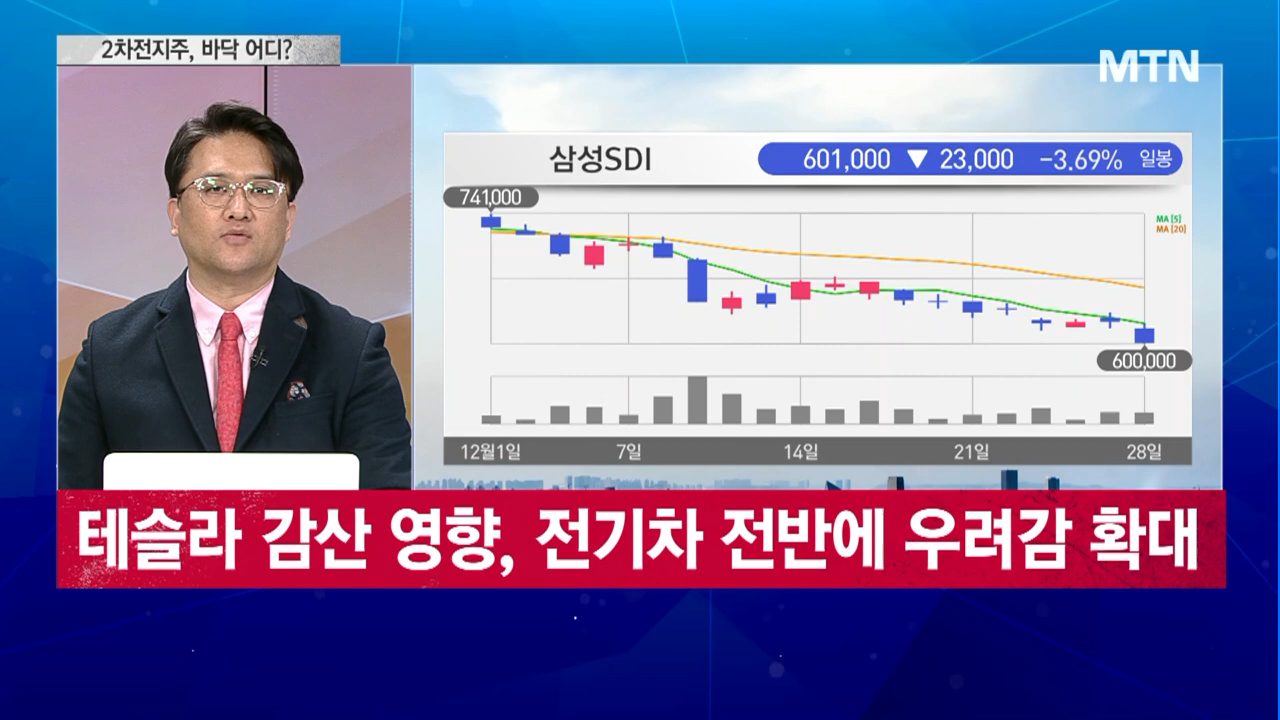 2차전지주, 바닥 어디?
MTN
삼성SDI
601,000 ▼ 23,000 -3.69% 일봉
741,000
MA [5]
MA [20]
600,000
12월1일 7일 14일 21일 28일
테슬라 감산 영향, 전기차 전반에 우려감 확대